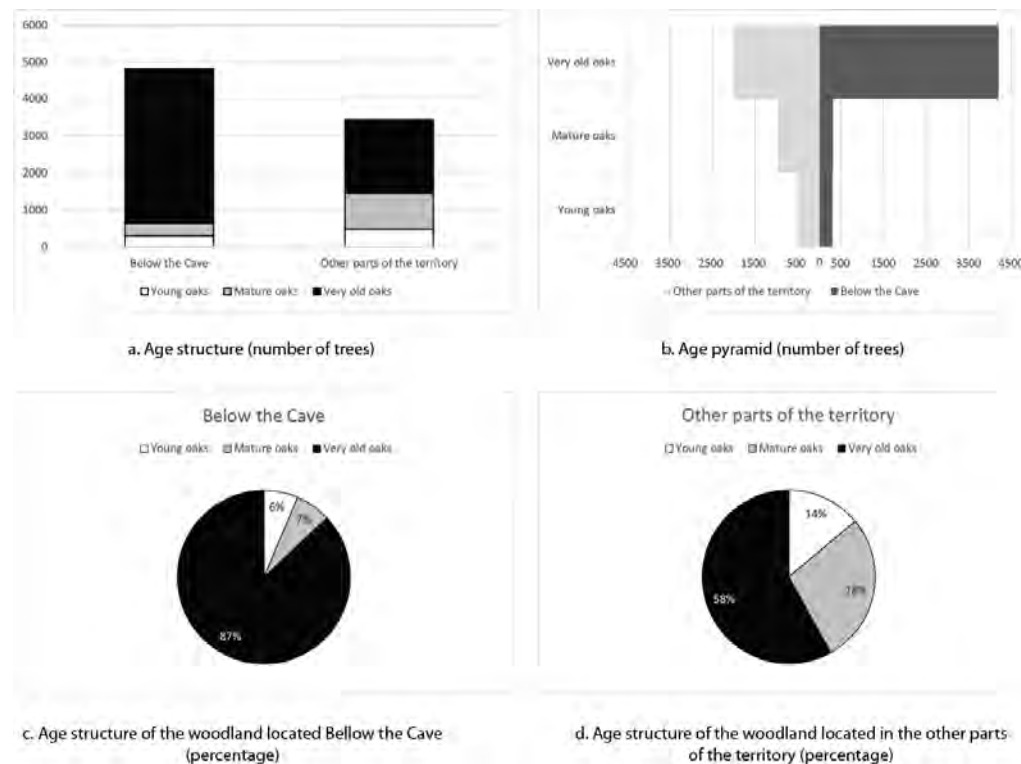 6000
5000
4000
3000
2000
1000
0
Below the Cave
Other parts of the territory
Young oaks Mature oaks Very old oaks
a. Age structure (number of trees)
Very old oaks
Mature oaks
Young oaks
4500 3500 2500 1500 500 0 500 1500 2500 3500 4500
Other parts of the territory Below the Cave
b. Age pyramid (number of trees)
Below the Cave
Young oaks Mature oaks Very old oaks
6%
7%
87%
c. Age structure of the woodland located Bellow the Cave
(percentage)
Other parts of the territory
Young oaks Mature oaks Very old oaks
14%
28%
58%
d. Age structure of the woodland located in the other parts
of the territory (percentage)